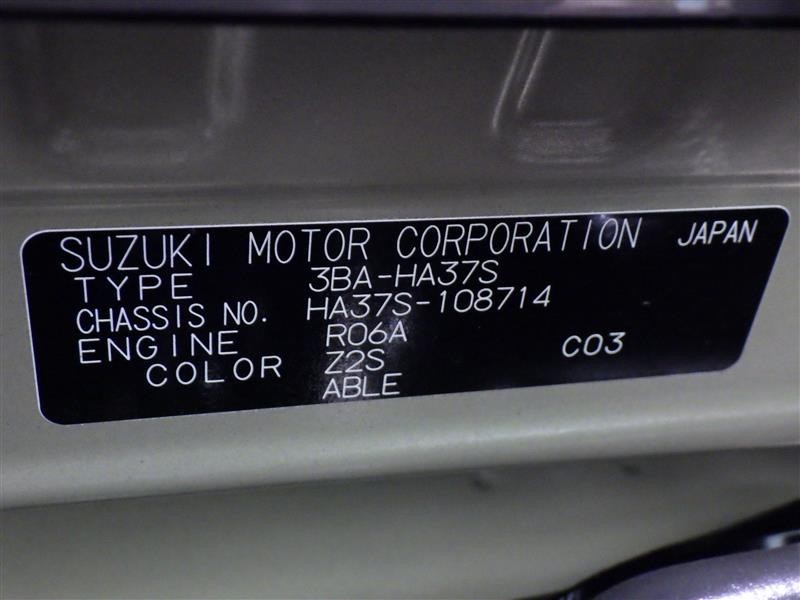 SUZUKI MOTOR CORPORATION JAPAN
TYPE 3BA-HA37S
CHASSIS NO. HA37S-108714
ENGINE R06A
COLOR Z2S C03
ABLE